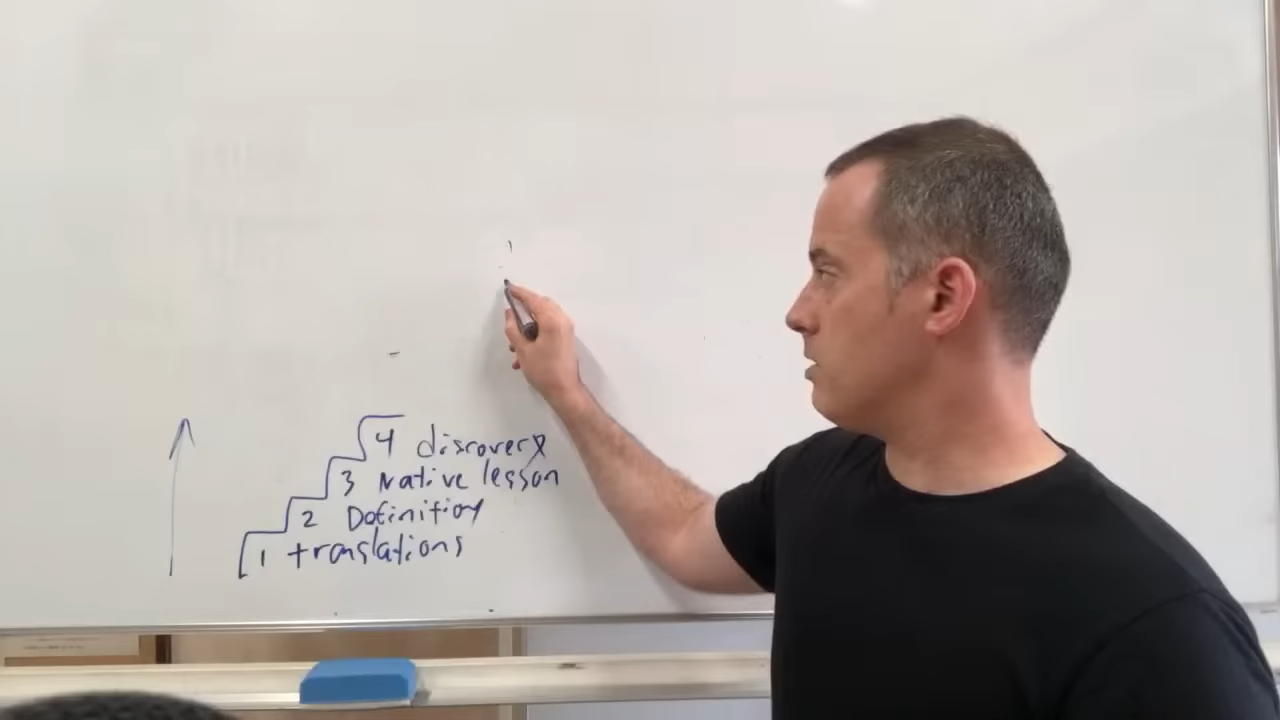 4 discovery
3 Native lesson
2 Definition
1 translations